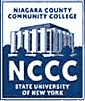 NIAGARA COUNTY
COMMUNITY COLLEGE
NCCC
STATE UNIVERSITY
OF NEW YORK